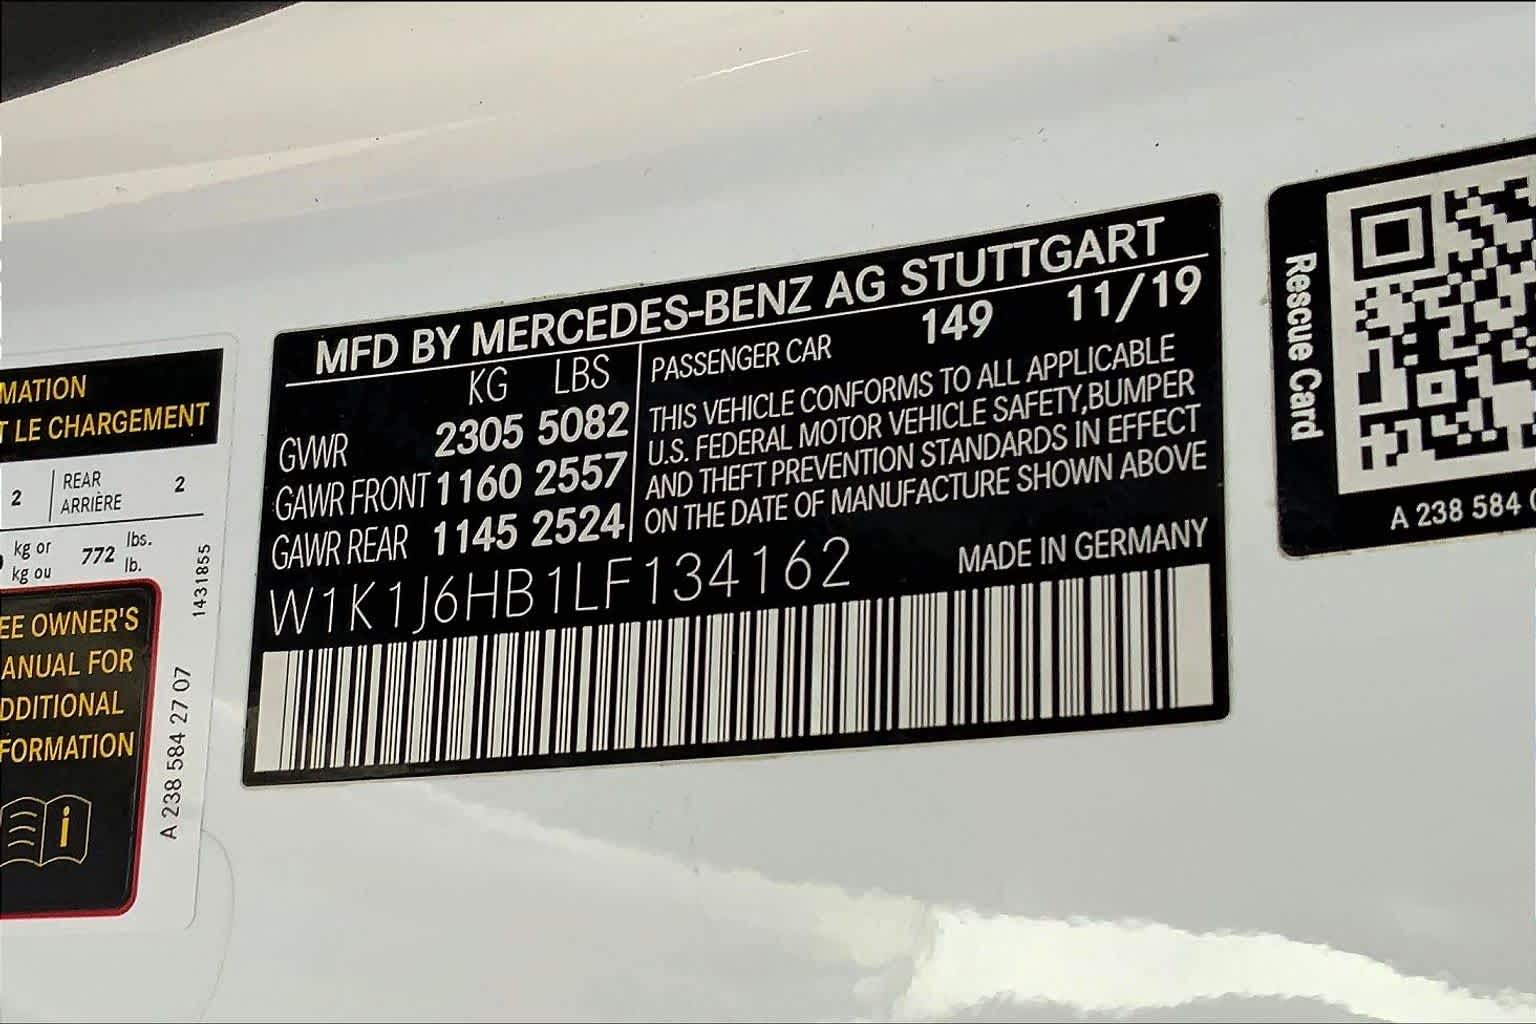 MATION
T LE CHARGEMENT
2 REAR 2
ARRIÈRE
kg or 772 lbs.
kg ou lb.
1431855
EE OWNER'S
ANUAL FOR
DDITIONAL
FORMATION
i
A 238 584 27 07
MFD BY MERCEDES-BENZ AG STUTTGART
KG LBS
GVWR 2305 5082
GAWR FRONT 1160 2557
GAWR REAR 1145 2524
PASSENGER CAR 149 11/19
THIS VEHICLE CONFORMS TO ALL APPLICABLE
U.S. FEDERAL MOTOR VEHICLE SAFETY,BUMPER
AND THEFT PREVENTION STANDARDS IN EFFECT
ON THE DATE OF MANUFACTURE SHOWN ABOVE
W1K1J6HB1LF134162
MADE IN GERMANY
Rescue Card
A 238 584